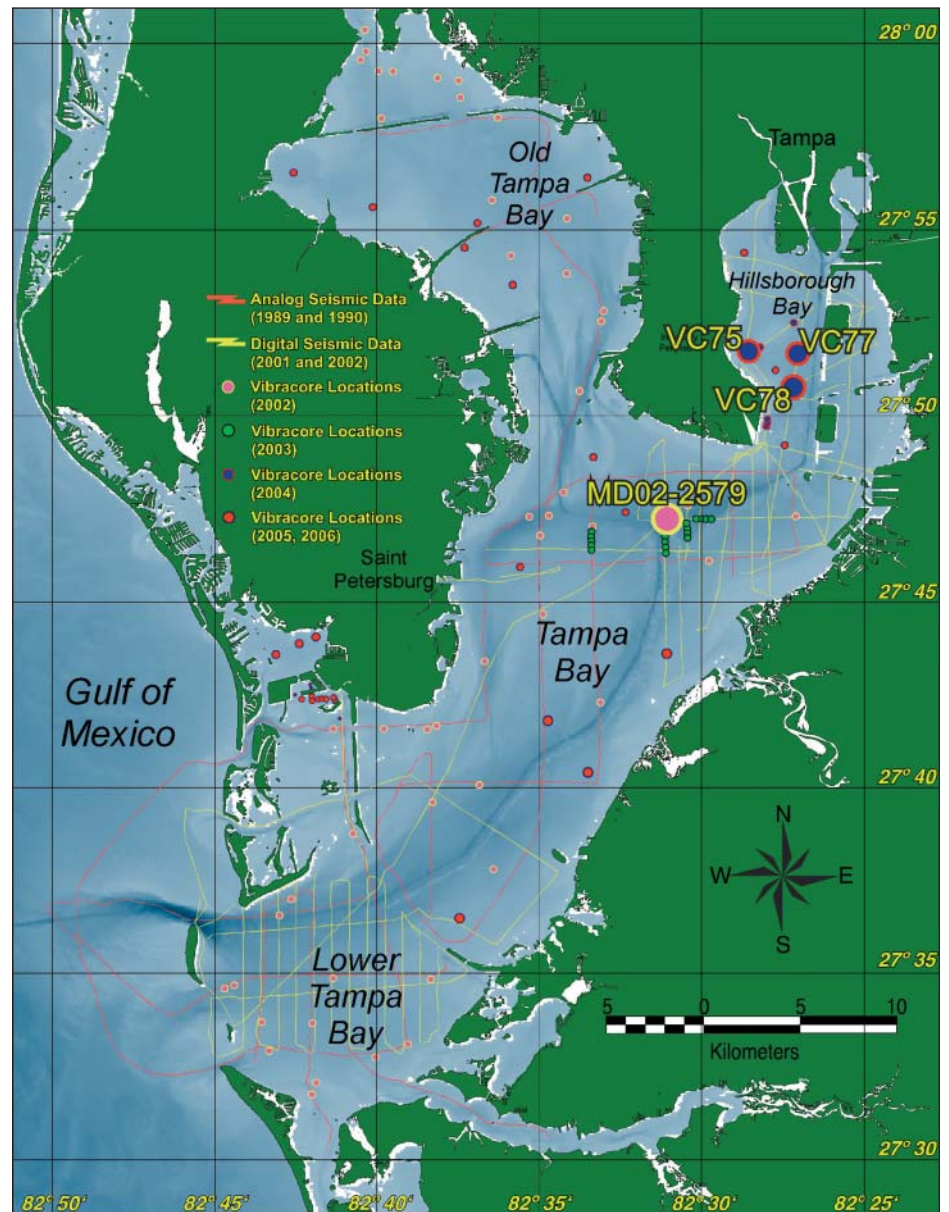 28° 00'
Tampa
Old
Tampa
Bay
27° 55'
Hillsborough
Bay
Analog Seismic Data
(1989 and 1990)
Digital Seismic Data
(2001 and 2002)
Vibracore Locations
(2002)
Vibracore Locations
(2003)
Vibracore Locations
(2004)
Vibracore Locations
(2005, 2006)
VC75
VC77
VC78
27° 50'
MD02-2579
Saint
Petersburg
27° 45'
Tampa
Bay
Gulf of
Mexico
27° 40'
N
W
E
S
27° 35'
Lower
Tampa
Bay
5
0
5
10
Kilometers
27° 30'
82° 50'
82° 45'
82° 40'
82° 35'
82° 30'
82° 25'